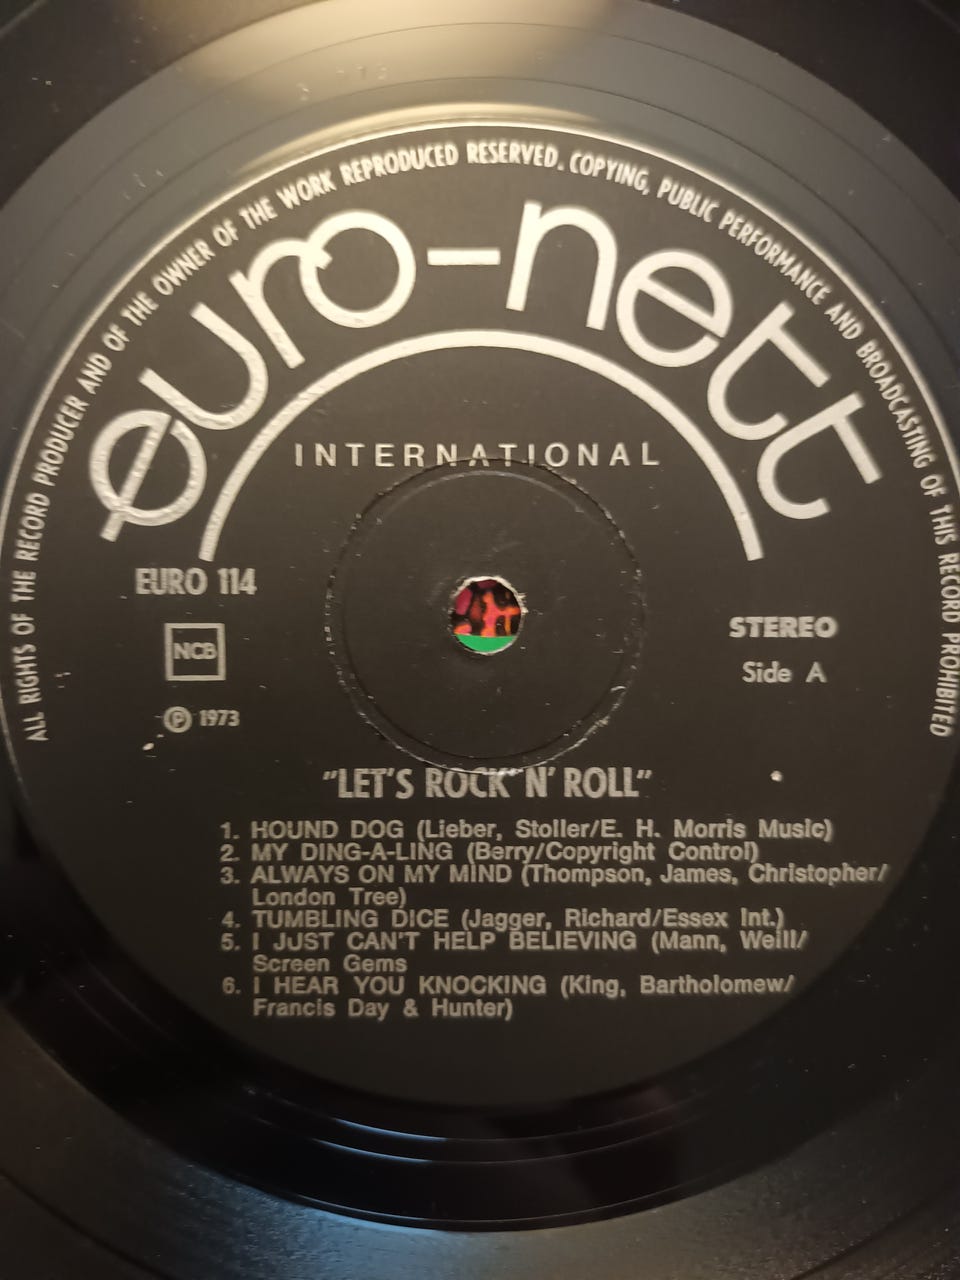 ALL RIGHTS OF THE RECORD PRODUCER AND OF THE OWNER OF THE WORK REPRODUCED RESERVED. COPYING, PUBLIC PERFORMANCE AND BROADCASTING OF THIS RECORD PROHIBITED
euro-nett
INTERNATIONAL
EURO 114
NCB
℗ 1973
STEREO
Side A
"LET'S ROCK 'N' ROLL"
1. HOUND DOG (Lieber, Stoller/E. H. Morris Music)
2. MY DING-A-LING (Berry/Copyright Control)
3. ALWAYS ON MY MIND (Thompson, James, Christopher/
London Tree)
4. TUMBLING DICE (Jagger, Richard/Essex Int.)
5. I JUST CAN'T HELP BELIEVING (Mann, Weill/
Screen Gems
6. I HEAR YOU KNOCKING (King, Bartholomew/
Francis Day & Hunter)